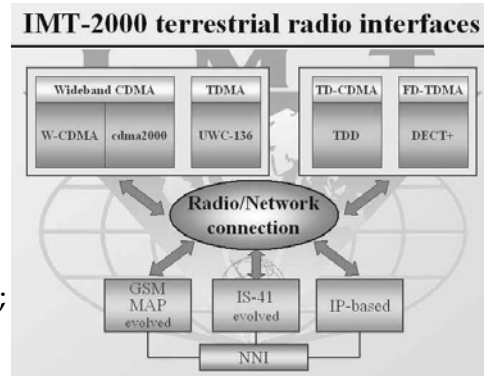 IMT-2000 terrestrial radio interfaces
Wideband CDMA
W-CDMA
cdma2000
TDMA
UWC-136
TD-CDMA
TDD
FD-TDMA
DECT+
Radio/Network
connection
;
GSM
MAP
evolved
IS-41
evolved
IP-based
NNI